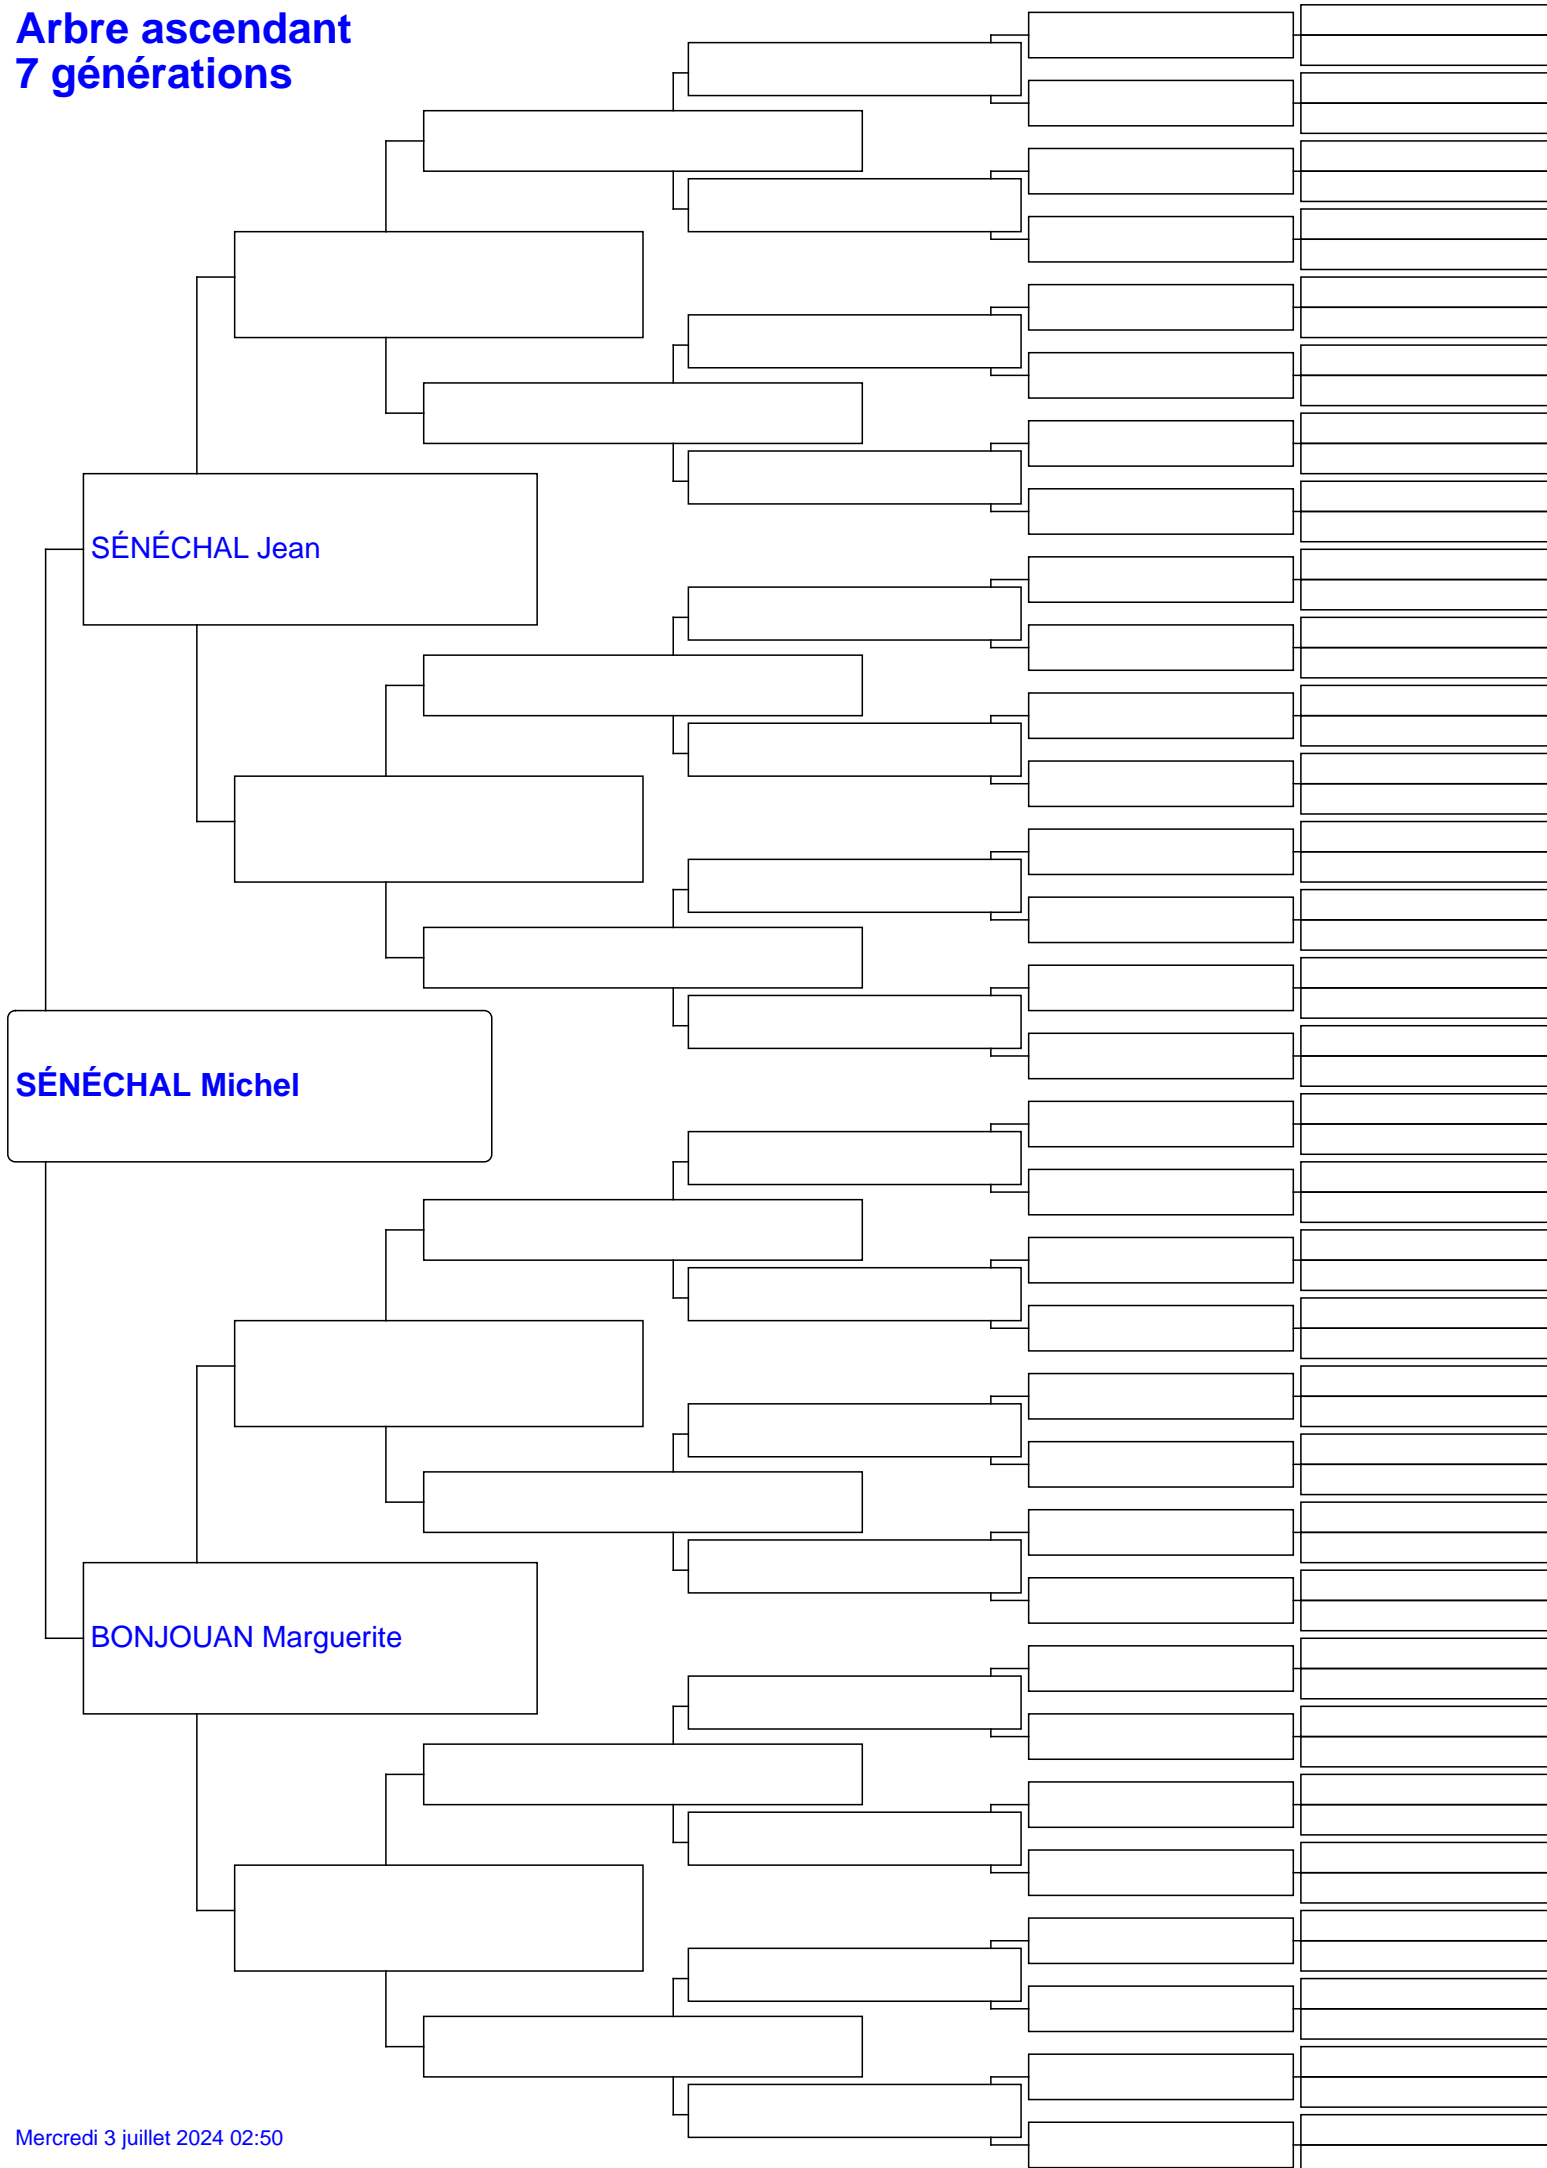 Arbre ascendant
7 générations
SÉNÉCHAL Jean
SÉNÉCHAL Michel
BONJOUAN Marguerite
Mercredi 3 juillet 2024 02:50